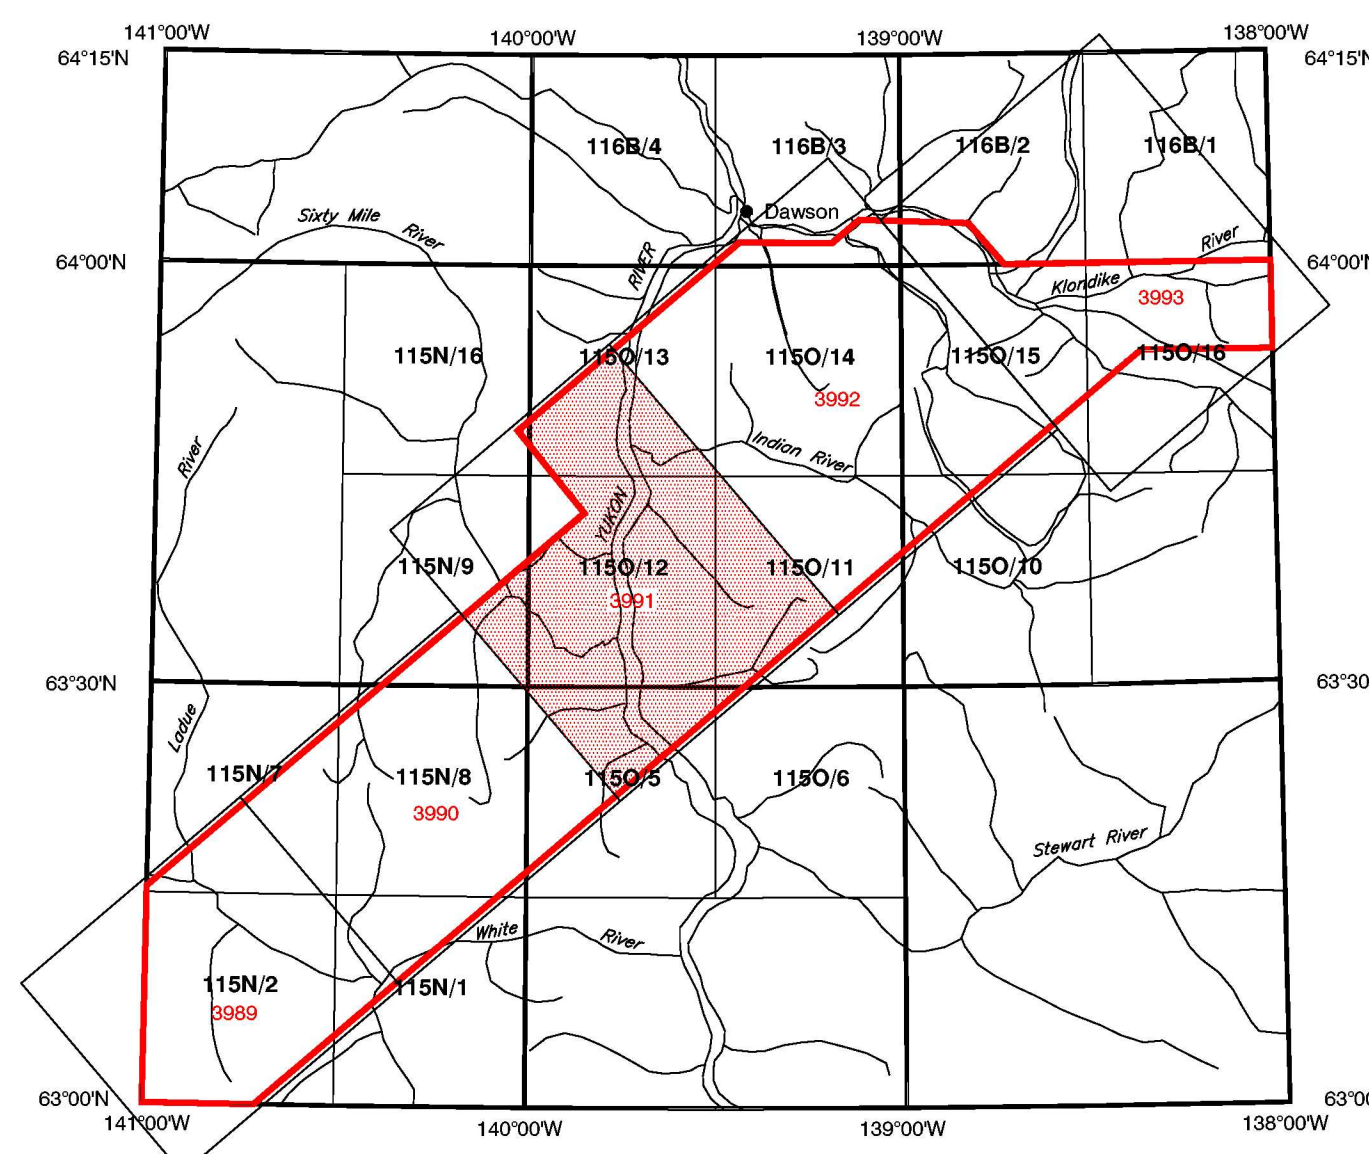 141°00'W
140°00'W
139°00'W
138°00'W
64°15'N
64°15'N
116B/4
116B/3
116B/2
116B/1
Dawson
Sixty Mile
River
River
RIVER
64°00'N
64°00'N
Klondike
3993
115N/16
115O/13
115O/14
115O/15
115O/16
3992
River
Indian River
YUKON
115N/9
115O/12
115O/11
115O/10
3991
63°30'N
63°30
Ladue
115N/7
115N/8
115O/5
115O/6
3990
Stewart River
White
River
115N/2
115N/1
3989
63°00'N
63°00
141°00'W
140°00'W
139°00'W
138°00'W